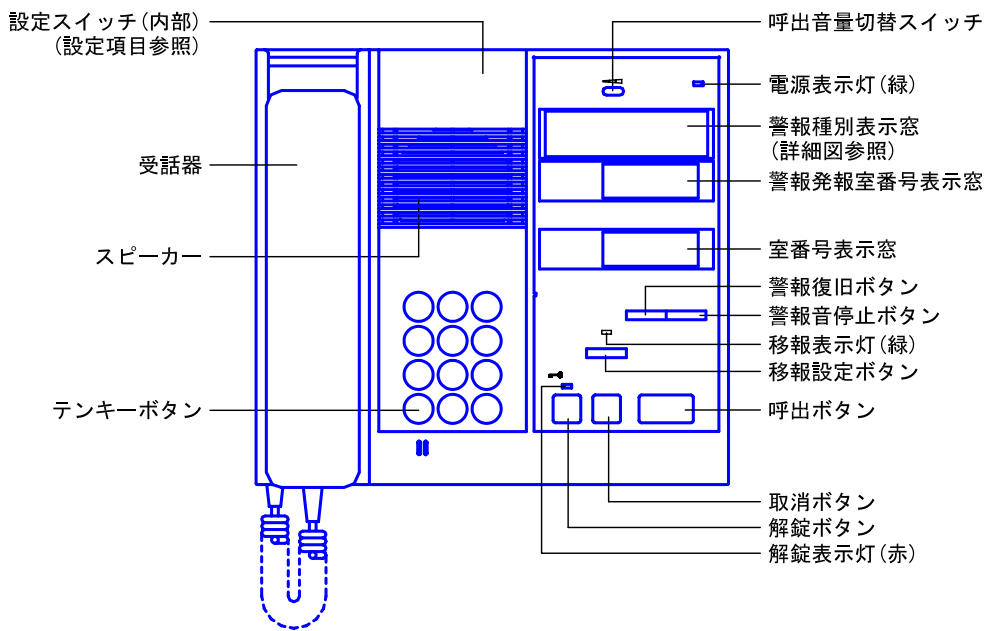 設定スイッチ(内部)
(設定項目参照)
受話器
スピーカー
テンキーボタン
呼出音量切替スイッチ
電源表示灯(緑)
警報種別表示窓
(詳細図参照)
警報発報室番号表示窓
室番号表示窓
警報復旧ボタン
警報音停止ボタン
移報表示灯(緑)
移報設定ボタン
呼出ボタン
取消ボタン
解錠ボタン
解錠表示灯(赤)